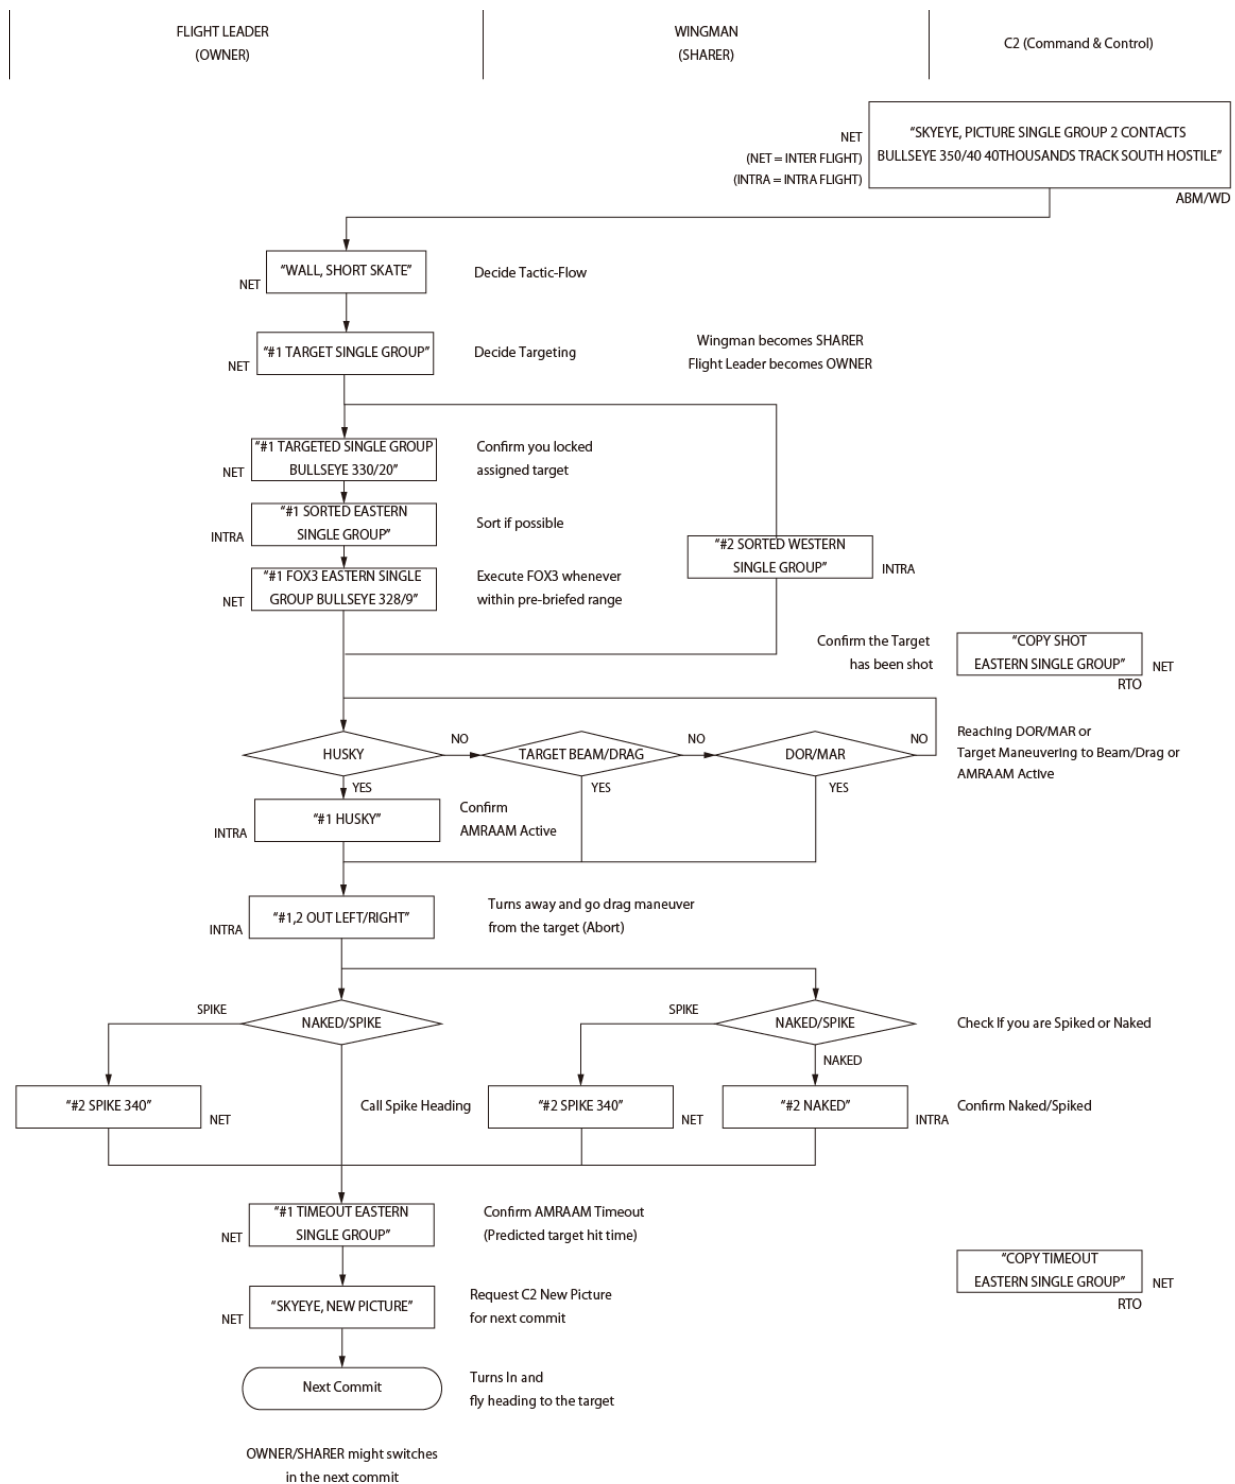 FLIGHT LEADER
(OWNER)
WINGMAN
(SHARER)
C2 (Command & Control)
NET
(NET = INTER FLIGHT)
(INTRA = INTRA FLIGHT)
“SKYEYE, PICTURE SINGLE GROUP 2 CONTACTS
BULLSEYE 350/40 40THOUSANDS TRACK SOUTH HOSTILE”
ABM/WD
“WALL, SHORT SKATE”
NET
Decide Tactic-Flow
“#1 TARGET SINGLE GROUP”
NET
Decide Targeting
Wingman becomes SHARER
Flight Leader becomes OWNER
“#1 TARGETED SINGLE GROUP
BULLSEYE 330/20”
NET
Confirm you locked
assigned target
“#1 SORTED EASTERN
SINGLE GROUP”
INTRA
Sort if possible
“#2 SORTED WESTERN
SINGLE GROUP”
INTRA
“#1 FOX3 EASTERN SINGLE
GROUP BULLSEYE 328/9”
NET
Execute FOX3 whenever
within pre-briefed range
Confirm the Target
has been shot
“COPY SHOT
EASTERN SINGLE GROUP”
NET
RTO
HUSKY
NO
TARGET BEAM/DRAG
NO
DOR/MAR
NO
Reaching DOR/MAR or
Target Maneuvering to Beam/Drag or
AMRAAM Active
YES
YES
YES
“#1 HUSKY”
INTRA
Confirm
AMRAAM Active
“#1,2 OUT LEFT/RIGHT”
INTRA
Turns away and go drag maneuver
from the target (Abort)
SPIKE
NAKED/SPIKE
SPIKE
NAKED/SPIKE
Check If you are Spiked or Naked
NAKED
“#2 SPIKE 340”
NET
Call Spike Heading
“#2 SPIKE 340”
NET
“#2 NAKED”
INTRA
Confirm Naked/Spiked
“#1 TIMEOUT EASTERN
SINGLE GROUP”
NET
Confirm AMRAAM Timeout
(Predicted target hit time)
“COPY TIMEOUT
EASTERN SINGLE GROUP”
NET
RTO
“SKYEYE, NEW PICTURE”
NET
Request C2 New Picture
for next commit
Next Commit
Turns In and
fly heading to the target
OWNER/SHARER might switches
in the next commit